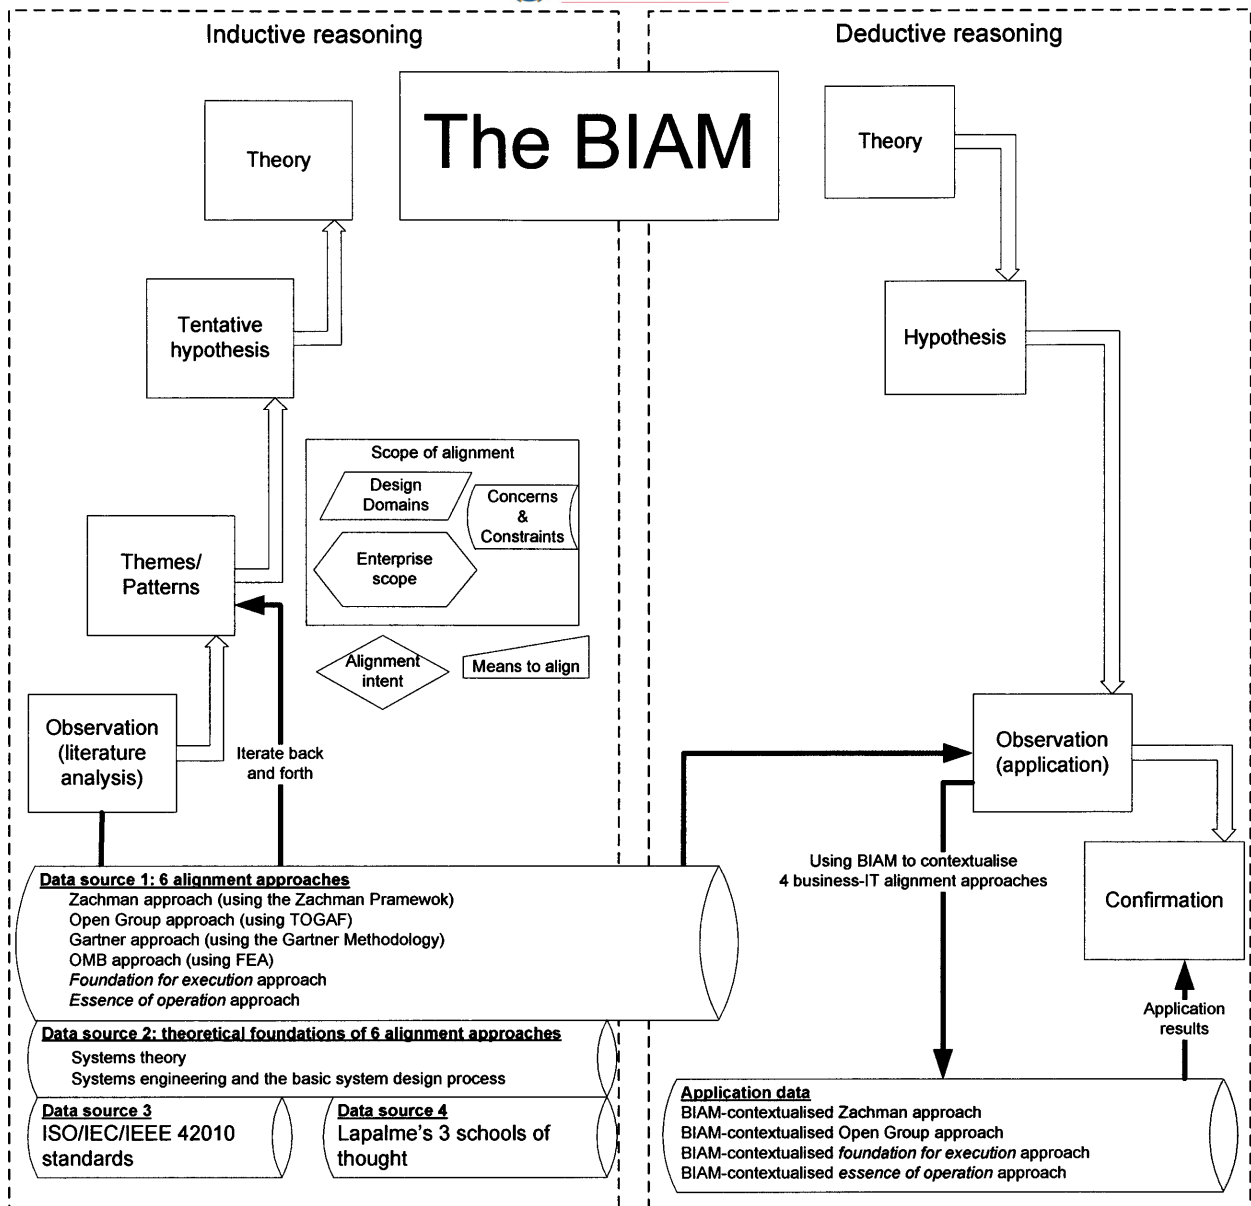 Inductive reasoning
Deductive reasoning
The BIAM
Theory
Theory
Tentative
hypothesis
Hypothesis
Scope of alignment
Design
Domains
Concerns
&
Constraints
Enterprise
scope
Themes/
Patterns
Alignment
intent
Means to align
Observation
(literature
analysis)
Iterate back
and forth
Observation
(application)
Using BIAM to contextualise
4 business-IT alignment approaches
Confirmation
Application
results
Data source 1: 6 alignment approaches
Zachman approach (using the Zachman Pramewok)
Open Group approach (using TOGAF)
Gartner approach (using the Gartner Methodology)
OMB approach (using FEA)
Foundation for execution approach
Essence of operation approach
Data source 2: theoretical foundations of 6 alignment approaches
Systems theory
Systems engineering and the basic system design process
Data source 3
ISO/IEC/IEEE 42010
standards
Data source 4
Lapalme's 3 schools of
thought
Application data
BIAM-contextualised Zachman approach
BIAM-contextualised Open Group approach
BIAM-contextualised foundation for execution approach
BIAM-contextualised essence of operation approach